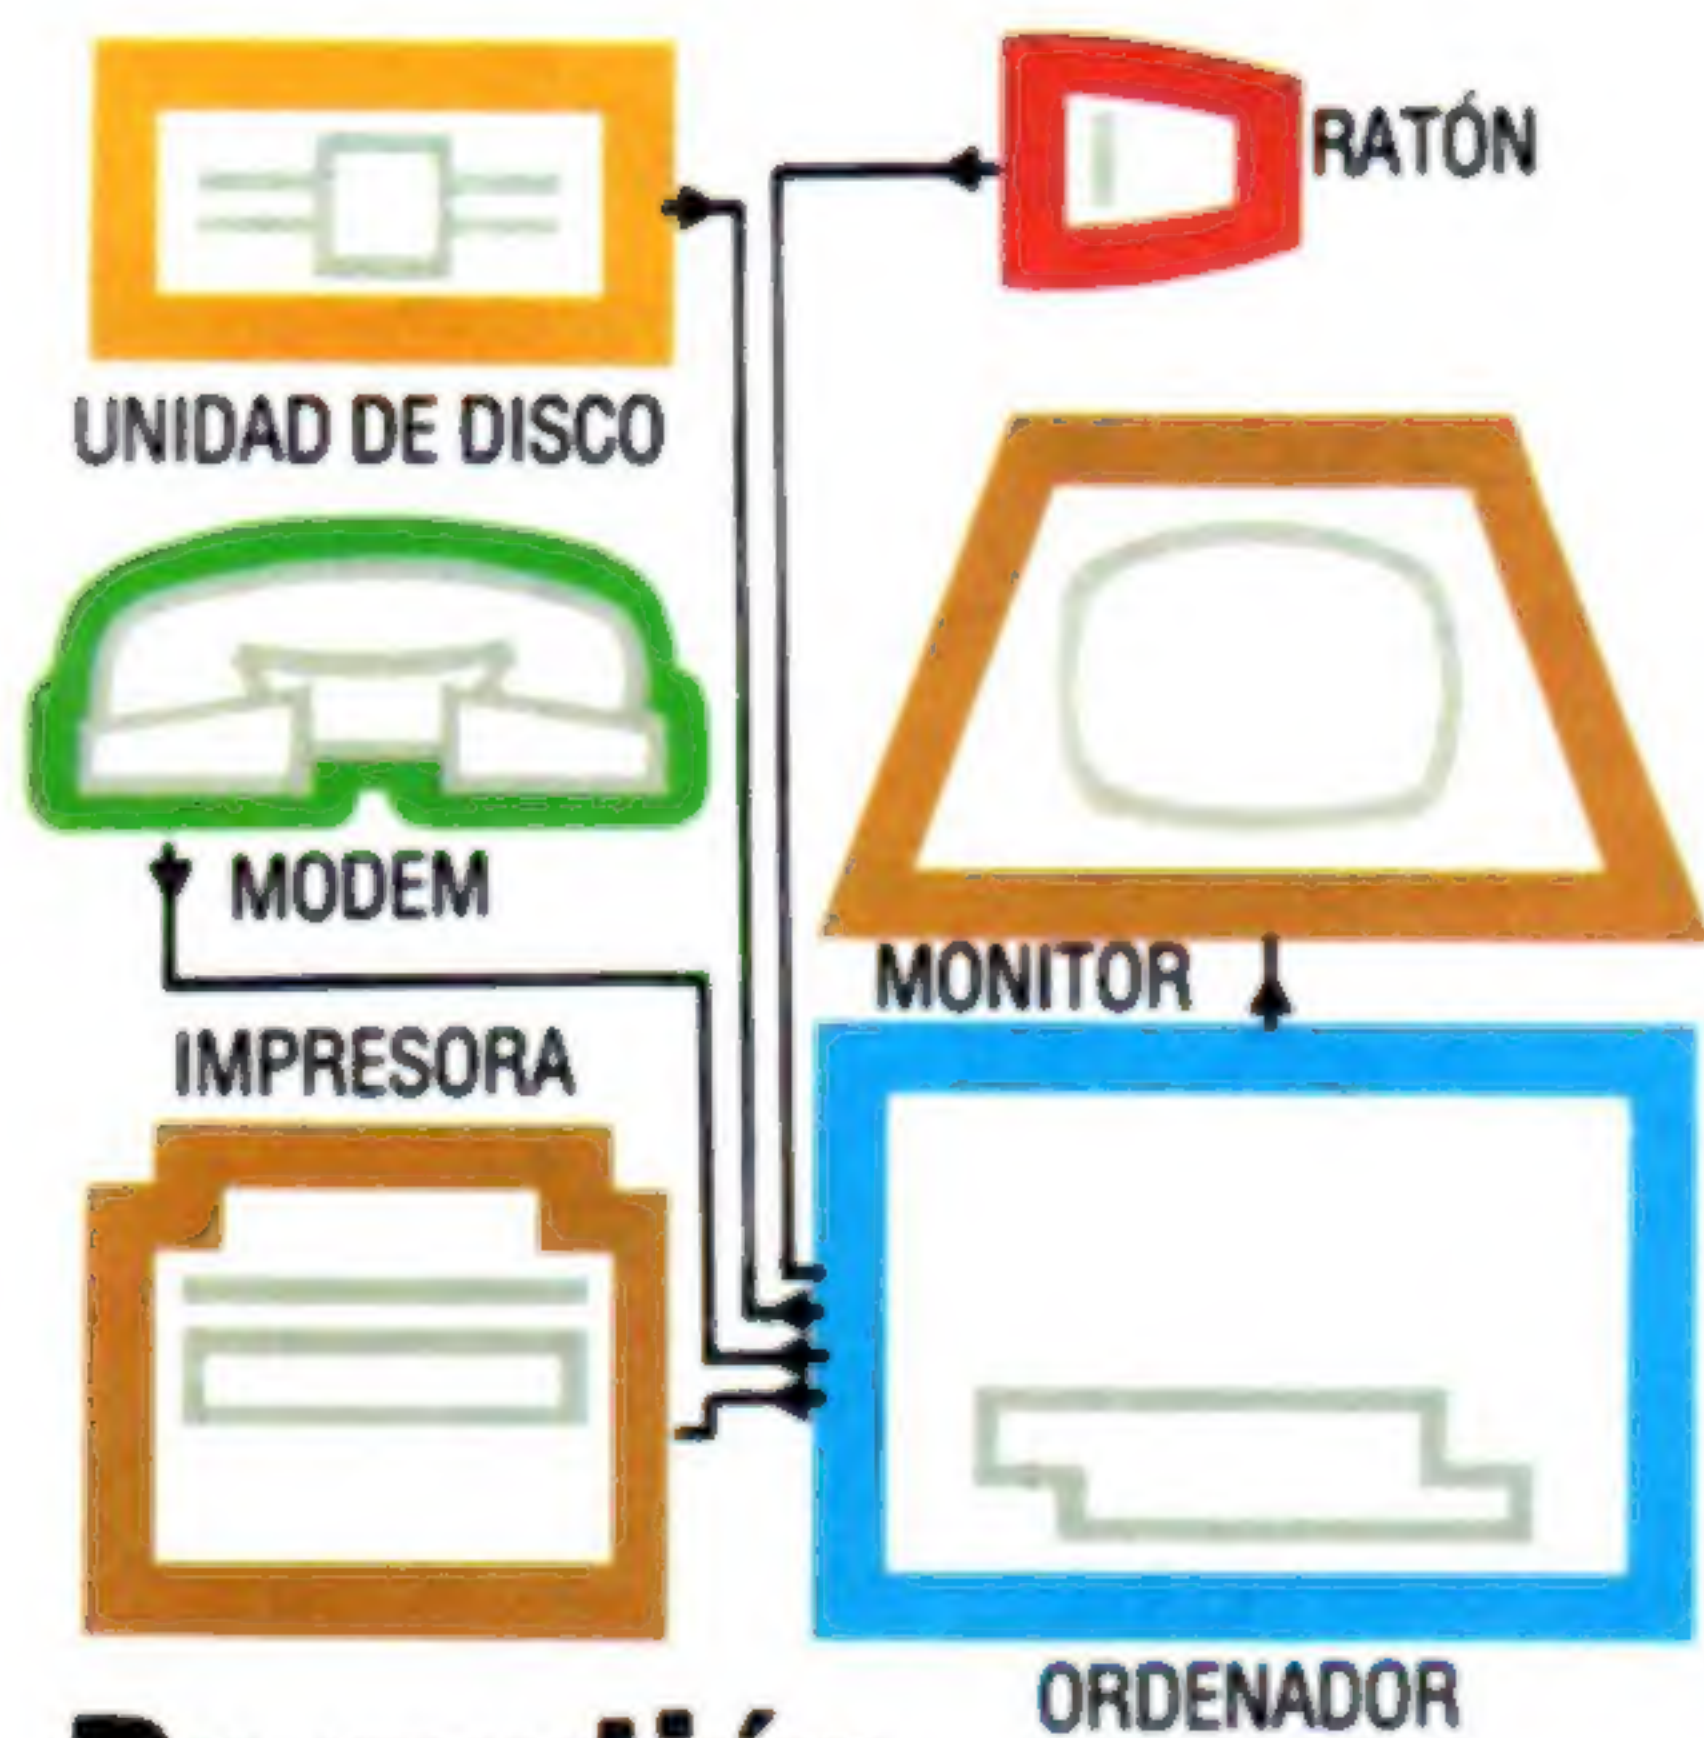 RATÓN
UNIDAD DE DISCO
MODEM
MONITOR
IMPRESORA
ORDENADOR